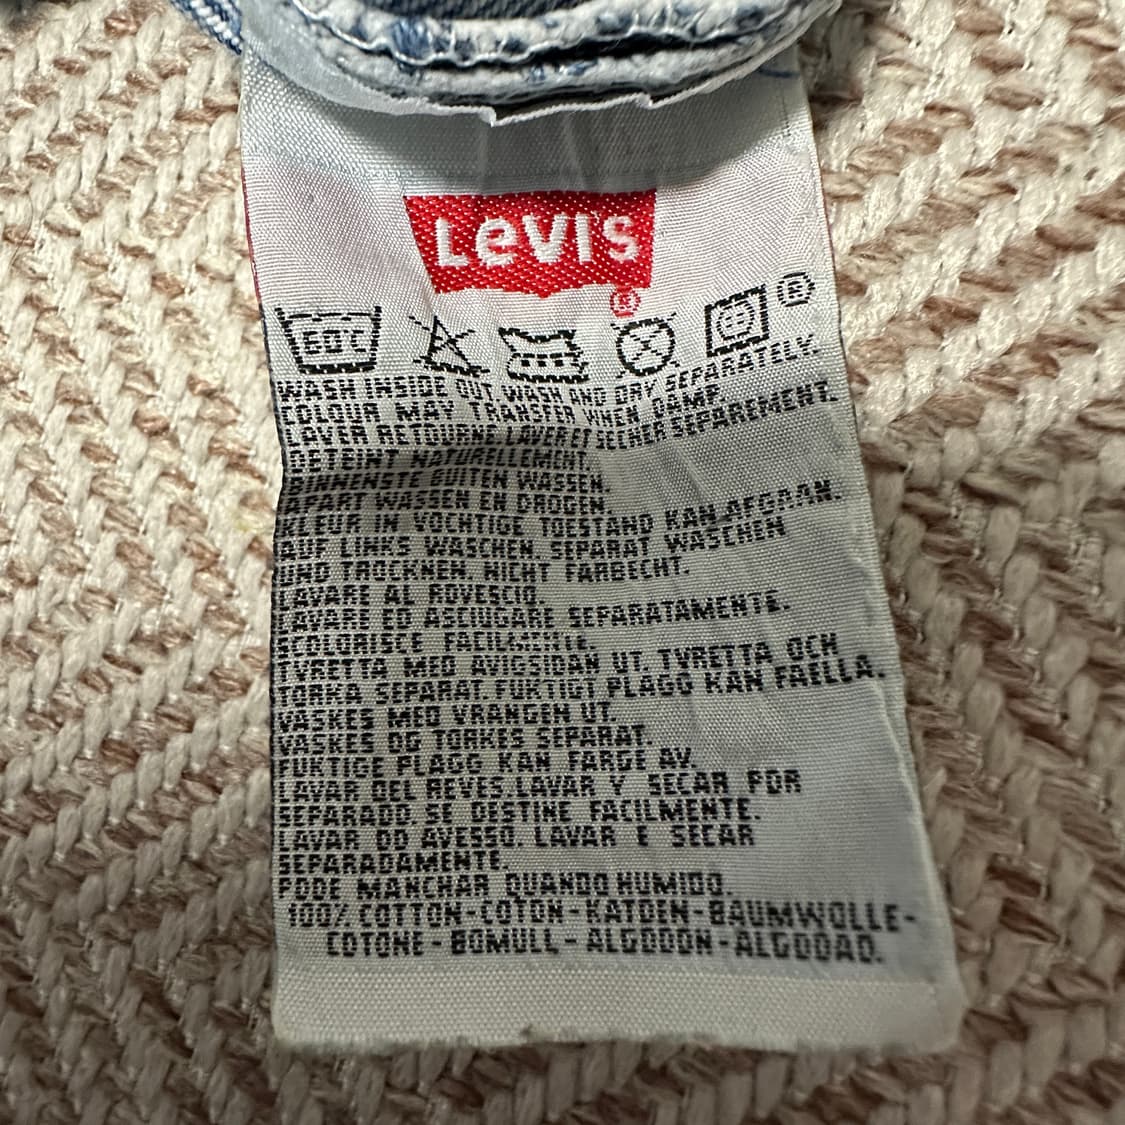 Levi's
®
®
60°C
WASH INSIDE OUT. WASH AND DRY SEPARATELY.
COLOUR MAY TRANSFER WHEN DAMP.
LAVER RETOURNE LAVER ET SECHER SEPAREMENT.
DETEINT NATURELLEMENT.
BINNENSTE BUITEN WASSEN.
APART WASSEN EN DROGEN.
KLEUR IN VOCHTIGE TOESTAND KAN AFGAAN.
AUF LINKS WASCHEN. SEPARAT WASCHEN
UND TROCKNEN. NICHT FARBECHT.
LAVARE AL ROVESCIO.
LAVARE ED ASCIUGARE SEPARATAMENTE.
SCOLORISCE FACILMENTE.
TVRETTA MED AVIGSIDAN UT. TVRETTA OCH
TORKA SEPARAT. FUKTIGT PLAGG KAN FAELLA.
VASKES MED VRANGEN UT.
VASKES OG TORKES SEPARAT.
FUKTIGE PLAGG KAN FARGE AV.
LAVAR DEL REVES. LAVAR Y SECAR POR
SEPARADO. SE DESTINE FACILMENTE.
LAVAR DO AVESSO. LAVAR E SECAR
SEPARADAMENTE.
PODE MANCHAR QUANDO HUMIDO.
100% COTTON-COTON-KATOEN-BAUMWOLLE-
COTONE-BOMULL-ALGODON-ALGODAO.